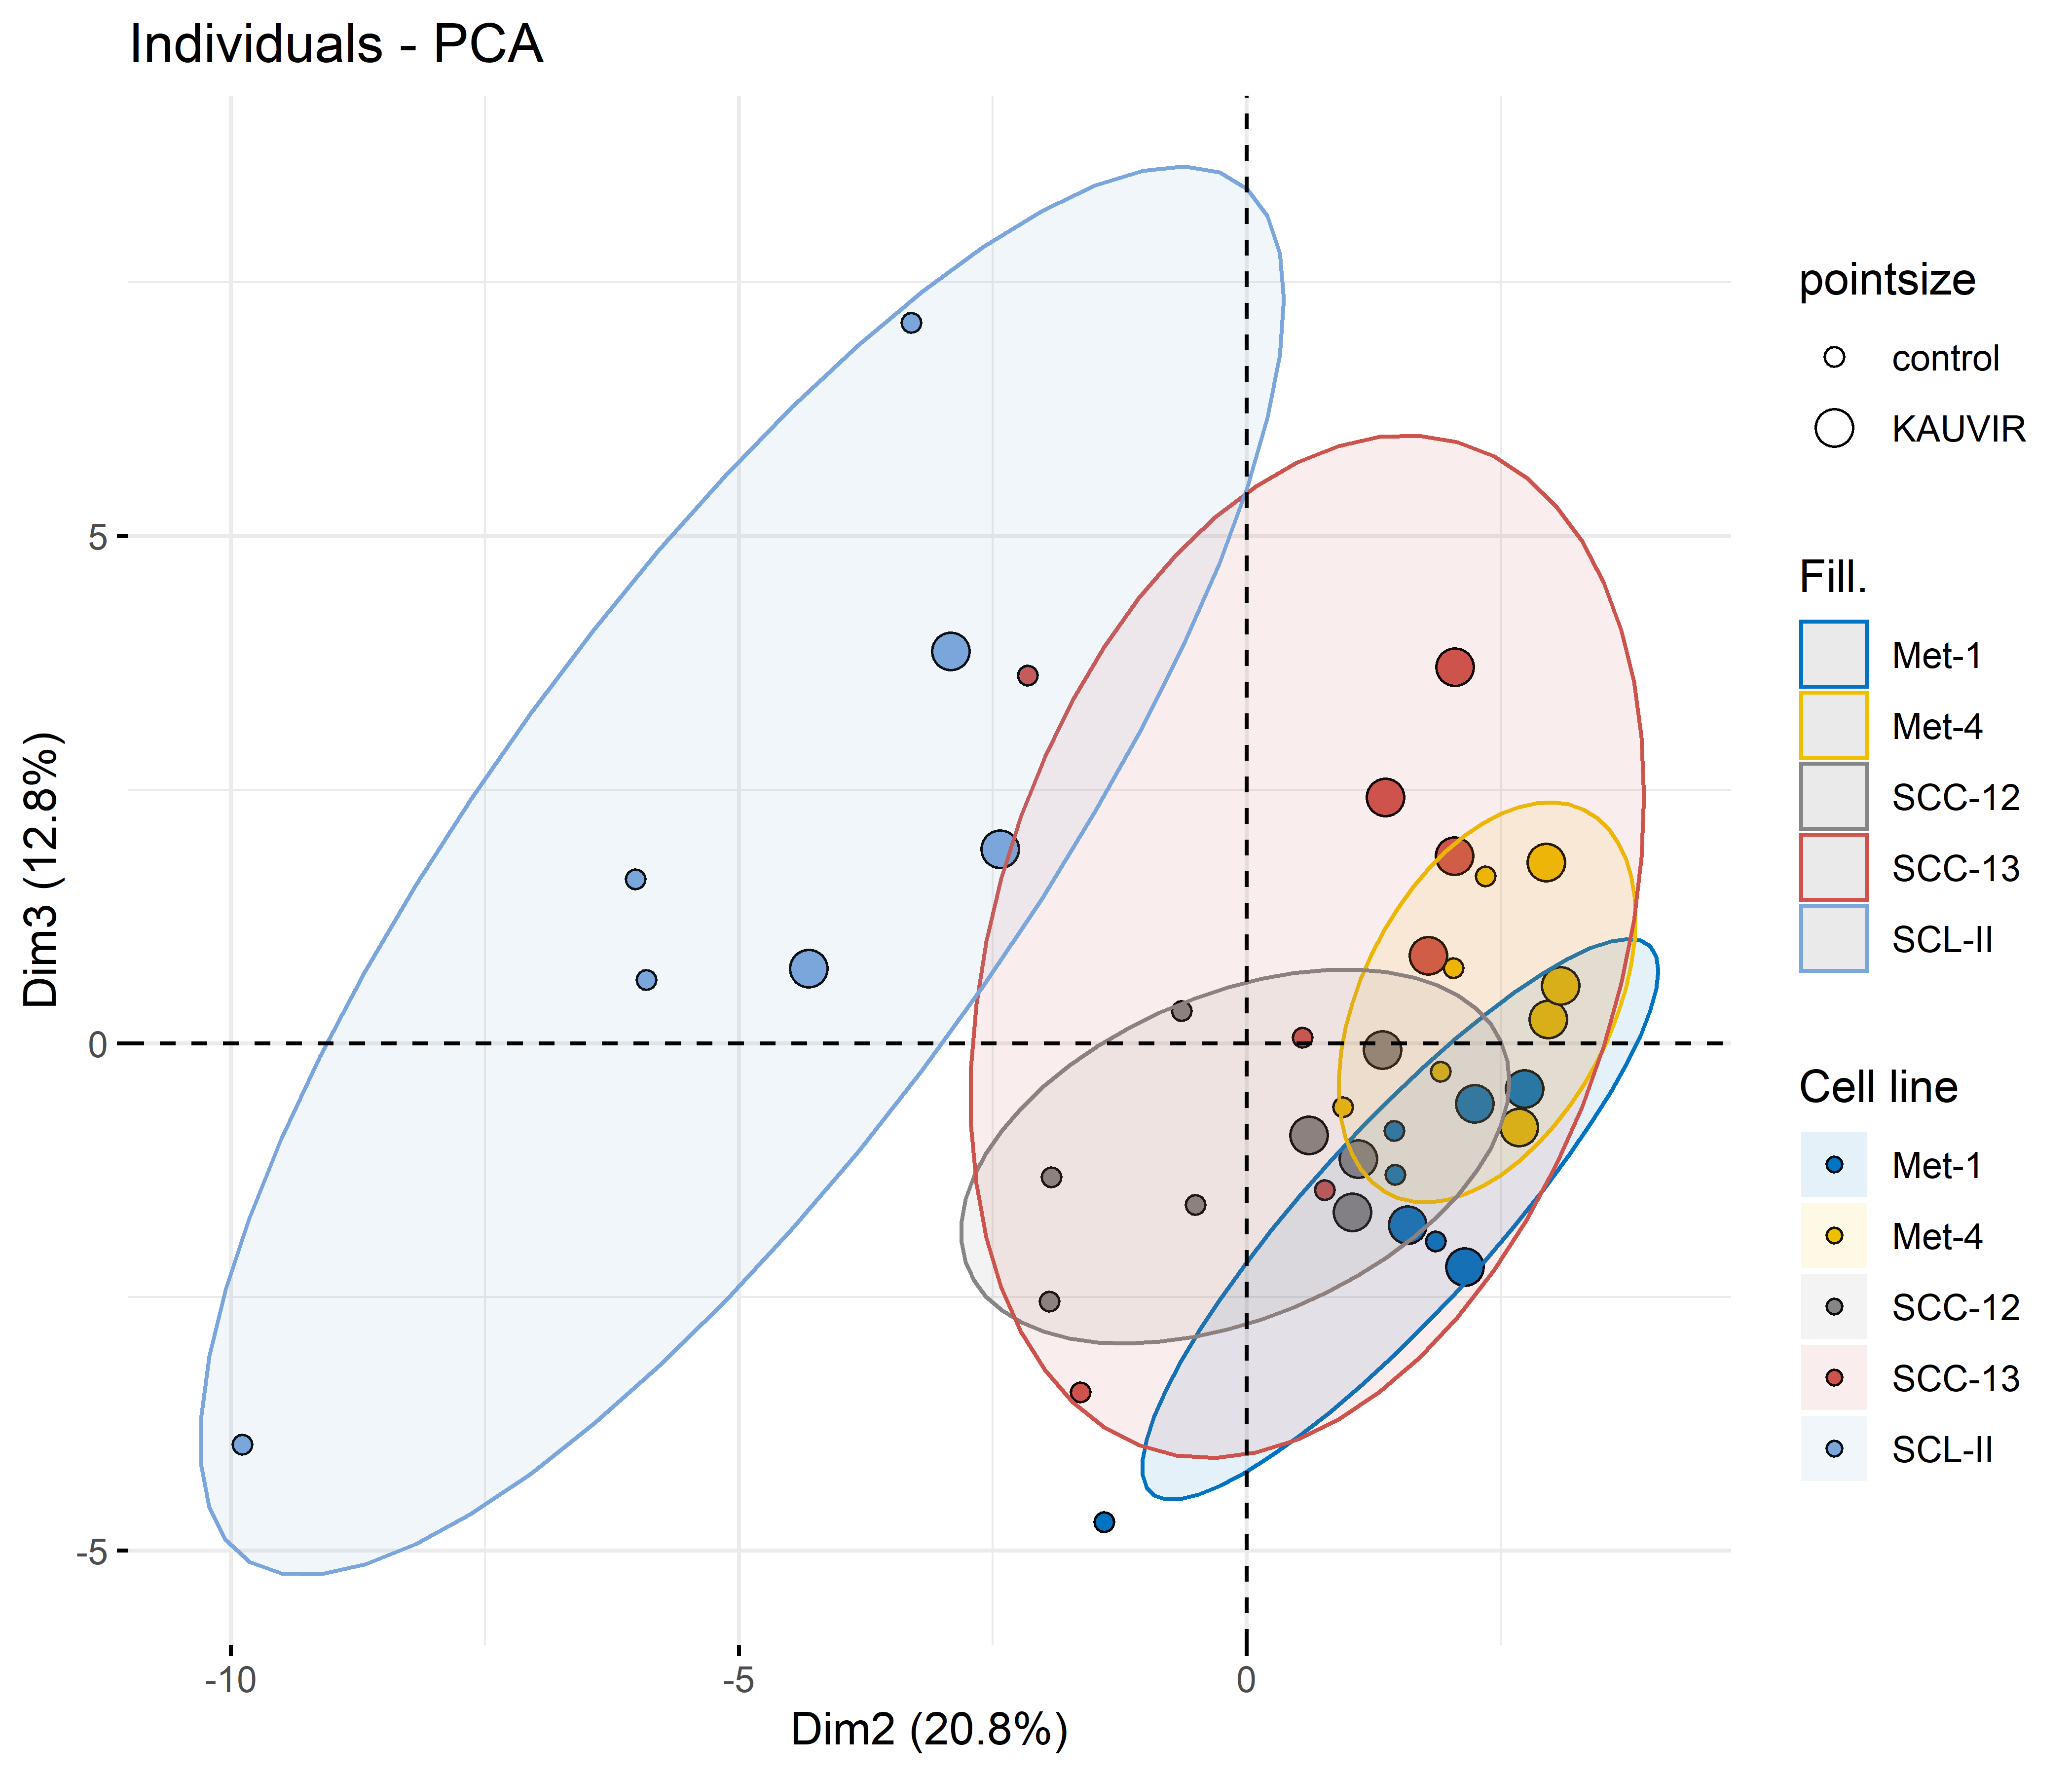 Individuals - PCA
Dim3 (12.8%)
5
0
-5
-10
-5
0
Dim2 (20.8%)
pointsize
control
KAUVIR
Fill.
Met-1
Met-4
SCC-12
SCC-13
SCL-II
Cell line
Met-1
Met-4
SCC-12
SCC-13
SCL-II